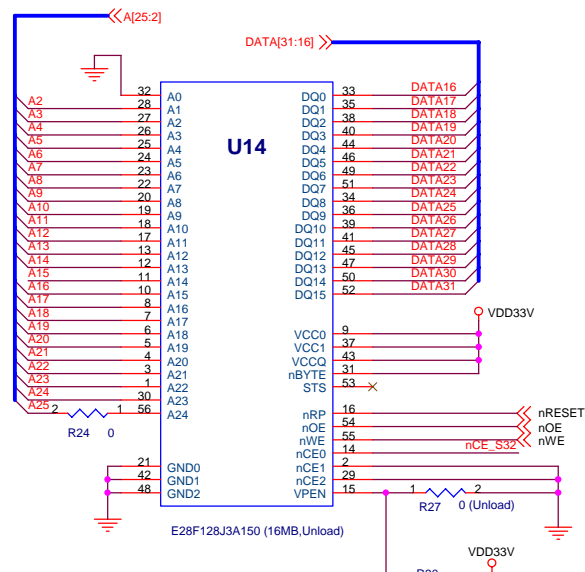 A[25:2]
DATA[31:16]
U14
32 A0 DQ0 33 DATA16
A2 28 A1 DQ1 35 DATA17
A3 27 A2 DQ2 38 DATA18
A4 26 A3 DQ3 40 DATA19
A5 25 A4 DQ4 44 DATA20
A6 24 A5 DQ5 46 DATA21
A7 23 A6 DQ6 49 DATA22
A8 22 A7 DQ7 51 DATA23
A9 20 A8 DQ8 34 DATA24
A10 19 A9 DQ9 36 DATA25
A11 18 A10 DQ10 39 DATA26
A12 17 A11 DQ11 41 DATA27
A13 13 A12 DQ12 45 DATA28
A14 12 A13 DQ13 47 DATA29
A15 11 A14 DQ14 50 DATA30
A16 10 A15 DQ15 52 DATA31
A17 8 A16
A18 7 A17 VDD33V
A19 6 A18 VCC0 9
A20 5 A19 VCC1 37
A21 4 A20 VCCQ 43
A22 3 A21 nBYTE 31
A23 1 A22 STS 53
A24 30 A23
A25 2 1 56 A24 nRP 16 nRESET
R24 0 nOE 54 nOE
nWE 55 nWE
nCE0 14 nCE_S32
21 GND0 nCE1 2
42 GND1 nCE2 29
48 GND2 VPEN 15 1 2
R27 0 (Unload)
E28F128J3A150 (16MB,Unload)
VDD33V